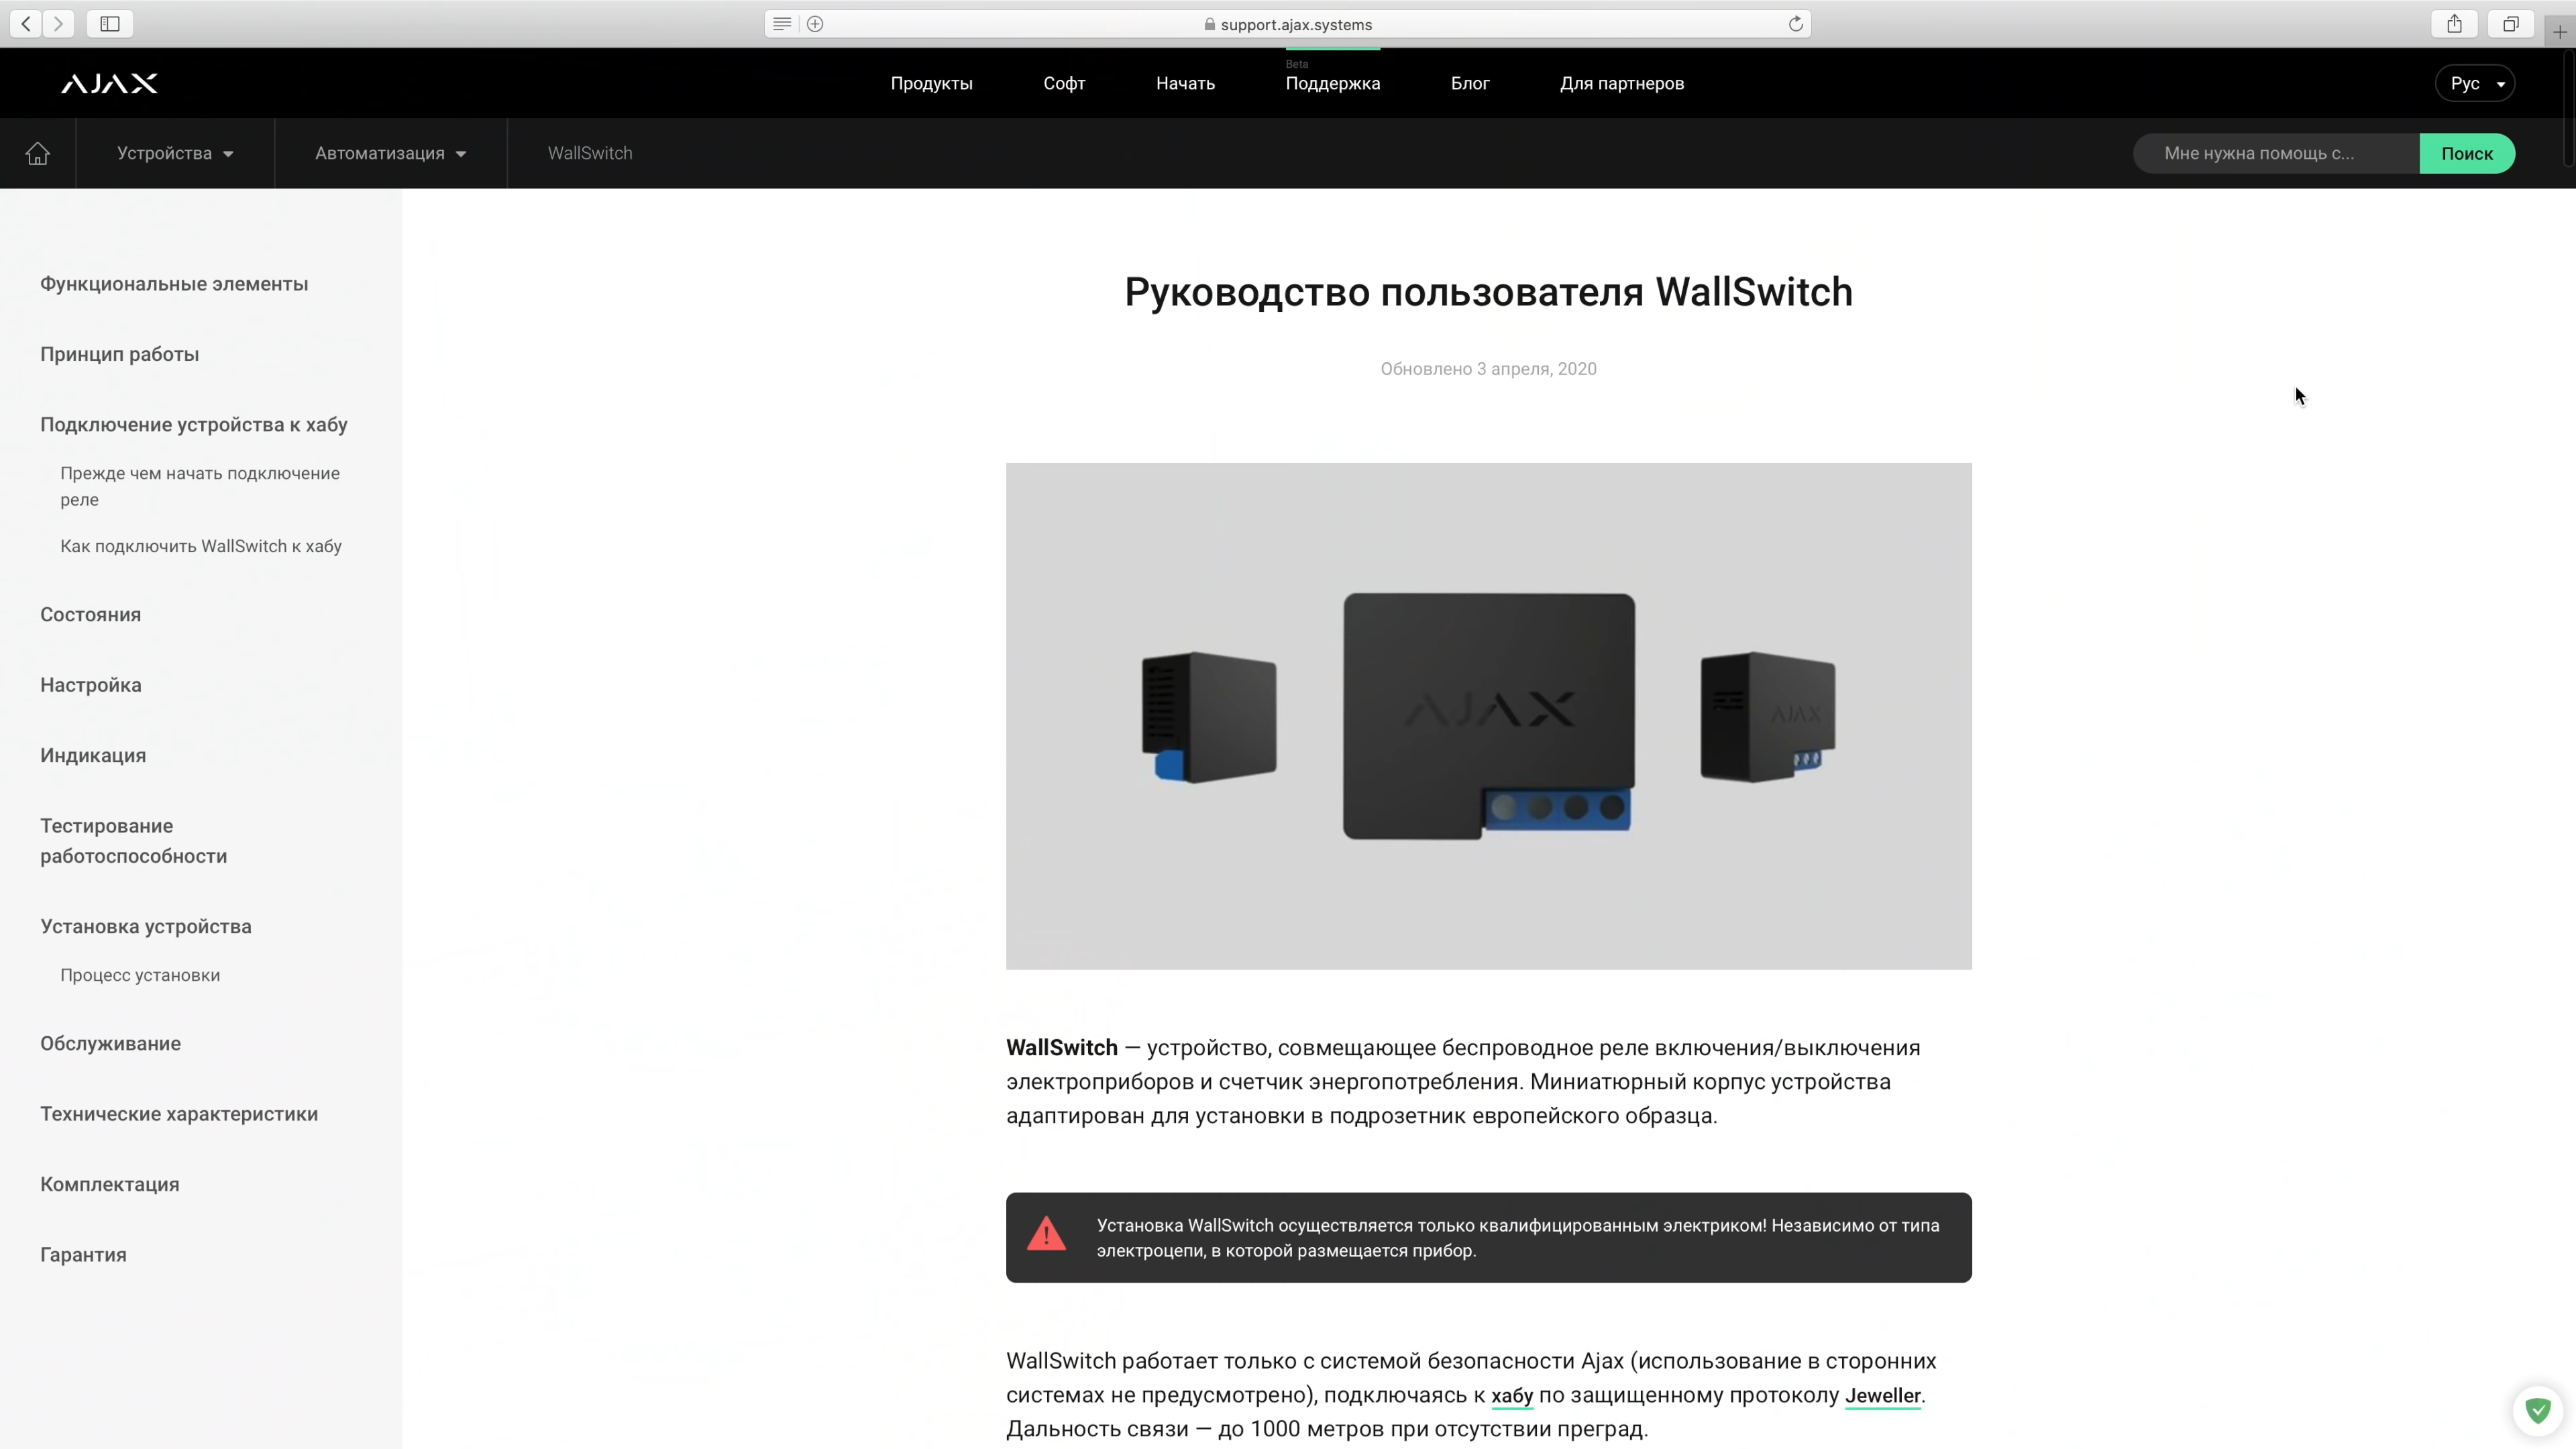 support.ajax.systems
AJAX
Продукты
Софт
Начать
Beta
Поддержка
Блог
Для партнеров
Рус
Устройства
Автоматизация
WallSwitch
Мне нужна помощь с...
Поиск
Функциональные элементы
Принцип работы
Подключение устройства к хабу
Прежде чем начать подключение
реле
Как подключить WallSwitch к хабу
Состояния
Настройка
Индикация
Тестирование
работоспособности
Установка устройства
Процесс установки
Обслуживание
Технические характеристики
Комплектация
Гарантия
Руководство пользователя WallSwitch
Обновлено 3 апреля, 2020
AJAX
AJAX
WallSwitch — устройство, совмещающее беспроводное реле включения/выключения
электроприборов и счетчик энергопотребления. Миниатюрный корпус устройства
адаптирован для установки в подрозетник европейского образца.
Установка WallSwitch осуществляется только квалифицированным электриком! Независимо от типа
электроцепи, в которой размещается прибор.
WallSwitch работает только с системой безопасности Ajax (использование в сторонних
системах не предусмотрено), подключаясь к хабу по защищенному протоколу Jeweller.
Дальность связи — до 1000 метров при отсутствии преград.